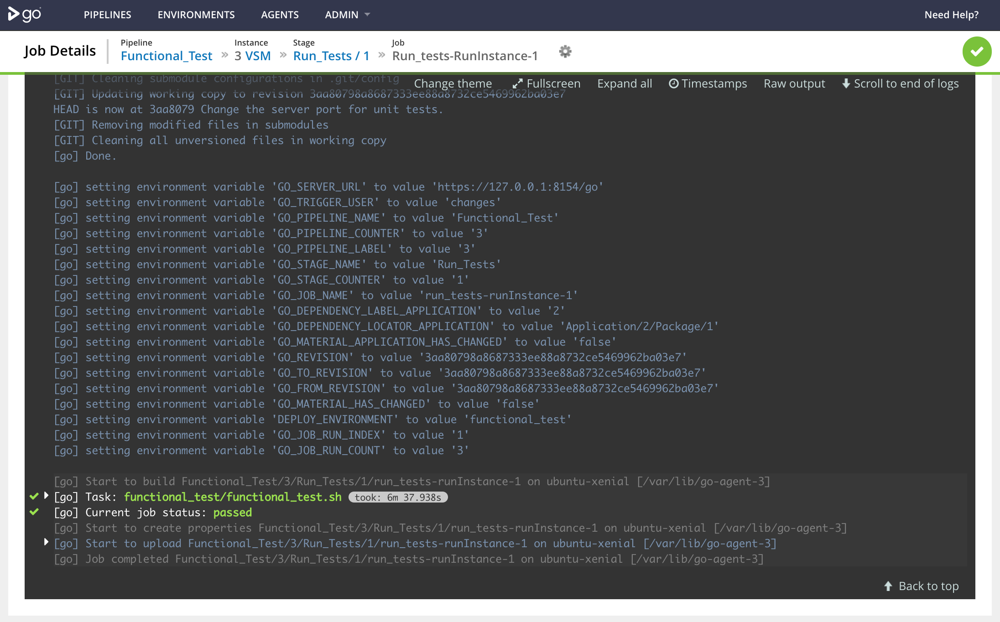 go
PIPELINES ENVIRONMENTS AGENTS ADMIN Need Help?
Job Details
Pipeline Instance Stage Job
Functional_Test » 3 VSM » Run_Tests / 1 » Run_tests-RunInstance-1
[GIT] Cleaning submodule configurations in .git/config
Change theme Fullscreen Expand all Timestamps Raw output Scroll to end of logs
[GIT] Updating working copy to revision 3aa80798a8687333ee88a8732ce5469962ba03e7
HEAD is now at 3aa8079 Change the server port for unit tests.
[GIT] Removing modified files in submodules
[GIT] Cleaning all unversioned files in working copy
[go] Done.
[go] setting environment variable 'GO_SERVER_URL' to value 'https://127.0.0.1:8154/go'
[go] setting environment variable 'GO_TRIGGER_USER' to value 'changes'
[go] setting environment variable 'GO_PIPELINE_NAME' to value 'Functional_Test'
[go] setting environment variable 'GO_PIPELINE_COUNTER' to value '3'
[go] setting environment variable 'GO_PIPELINE_LABEL' to value '3'
[go] setting environment variable 'GO_STAGE_NAME' to value 'Run_Tests'
[go] setting environment variable 'GO_STAGE_COUNTER' to value '1'
[go] setting environment variable 'GO_JOB_NAME' to value 'run_tests-runInstance-1'
[go] setting environment variable 'GO_DEPENDENCY_LABEL_APPLICATION' to value '2'
[go] setting environment variable 'GO_DEPENDENCY_LOCATOR_APPLICATION' to value 'Application/2/Package/1'
[go] setting environment variable 'GO_MATERIAL_APPLICATION_HAS_CHANGED' to value 'false'
[go] setting environment variable 'GO_REVISION' to value '3aa80798a8687333ee88a8732ce5469962ba03e7'
[go] setting environment variable 'GO_TO_REVISION' to value '3aa80798a8687333ee88a8732ce5469962ba03e7'
[go] setting environment variable 'GO_FROM_REVISION' to value '3aa80798a8687333ee88a8732ce5469962ba03e7'
[go] setting environment variable 'GO_MATERIAL_HAS_CHANGED' to value 'false'
[go] setting environment variable 'DEPLOY_ENVIRONMENT' to value 'functional_test'
[go] setting environment variable 'GO_JOB_RUN_INDEX' to value '1'
[go] setting environment variable 'GO_JOB_RUN_COUNT' to value '3'
[go] Start to build Functional_Test/3/Run_Tests/1/run_tests-runInstance-1 on ubuntu-xenial [/var/lib/go-agent-3]
[go] Task: functional_test/functional_test.sh took: 6m 37.938s
[go] Current job status: passed
[go] Start to create properties Functional_Test/3/Run_Tests/1/run_tests-runInstance-1 on ubuntu-xenial [/var/lib/go-agent-3]
[go] Start to upload Functional_Test/3/Run_Tests/1/run_tests-runInstance-1 on ubuntu-xenial [/var/lib/go-agent-3]
[go] Job completed Functional_Test/3/Run_Tests/1/run_tests-runInstance-1 on ubuntu-xenial [/var/lib/go-agent-3]
Back to top